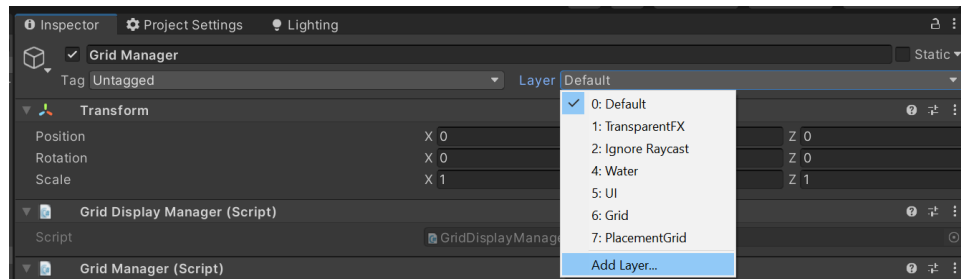 Inspector Project Settings Lighting
Grid Manager Static
Tag Untagged Layer Default
0: Default
Transform
1: TransparentFX
Position X 0 Z 0
2: Ignore Raycast
Rotation X 0 Z 0
4: Water
Scale X 1 Z 1
5: UI
Grid Display Manager (Script)
6: Grid
Script GridDisplayManage
7: PlacementGrid
Grid Manager (Script)
Add Layer...